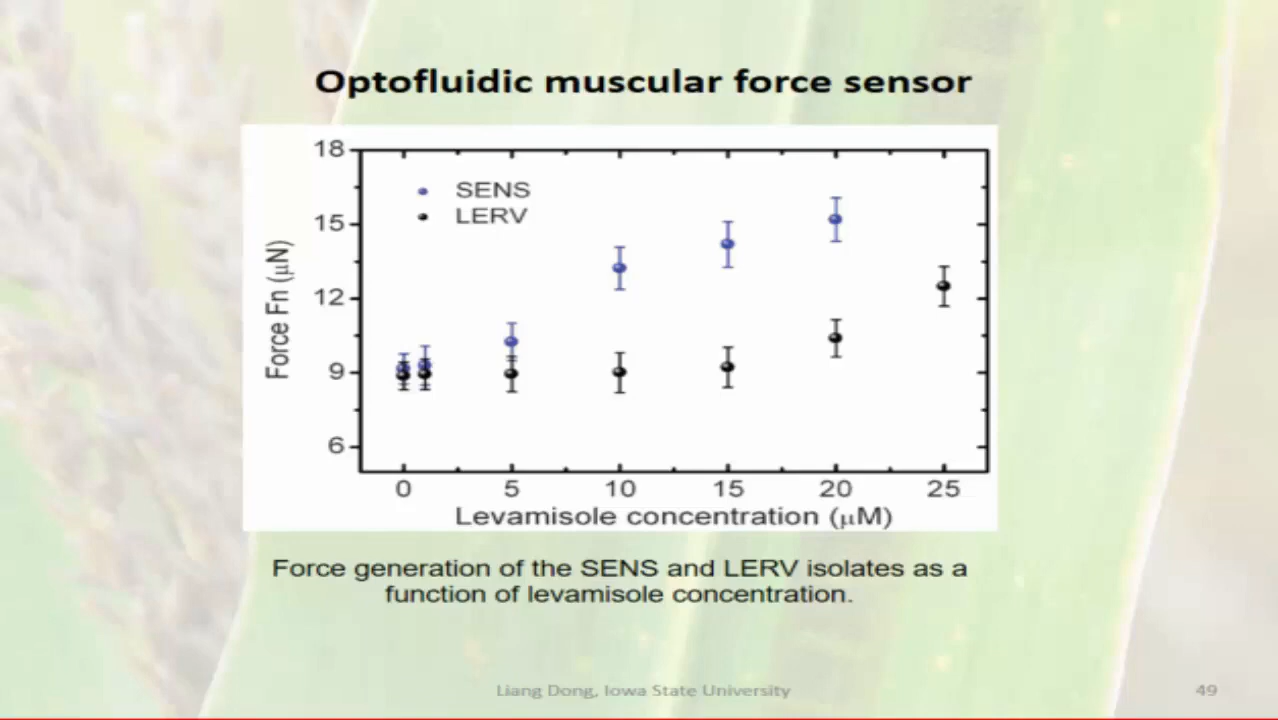 Optofluidic muscular force sensor
18
15
12
9
6
Force Fn (μN)
SENS
LERV
0 5 10 15 20 25
Levamisole concentration (μM)
Force generation of the SENS and LERV isolates as a
function of levamisole concentration.
Liang Dong, Iowa State University
49